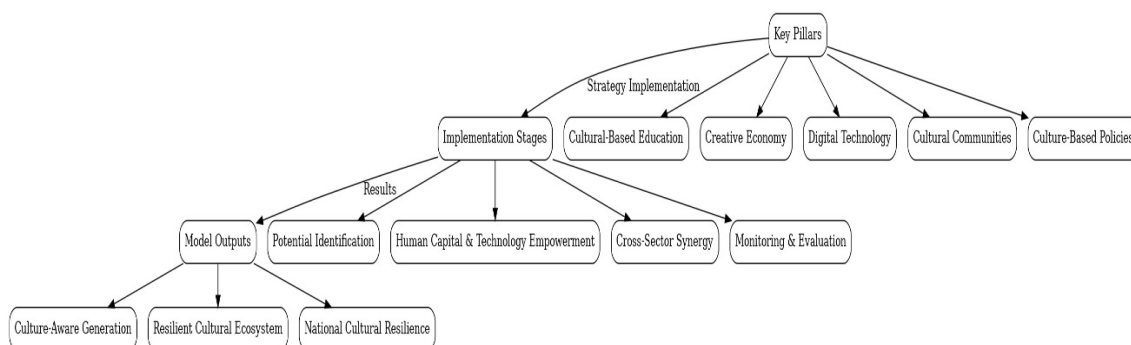 Key Pillars
Strategy Implementation
Implementation Stages
Cultural-Based Education
Creative Economy
Digital Technology
Cultural Communities
Culture-Based Policies
Results
Model Outputs
Potential Identification
Human Capital & Technology Empowerment
Cross-Sector Synergy
Monitoring & Evaluation
Culture-Aware Generation
Resilient Cultural Ecosystem
National Cultural Resilience